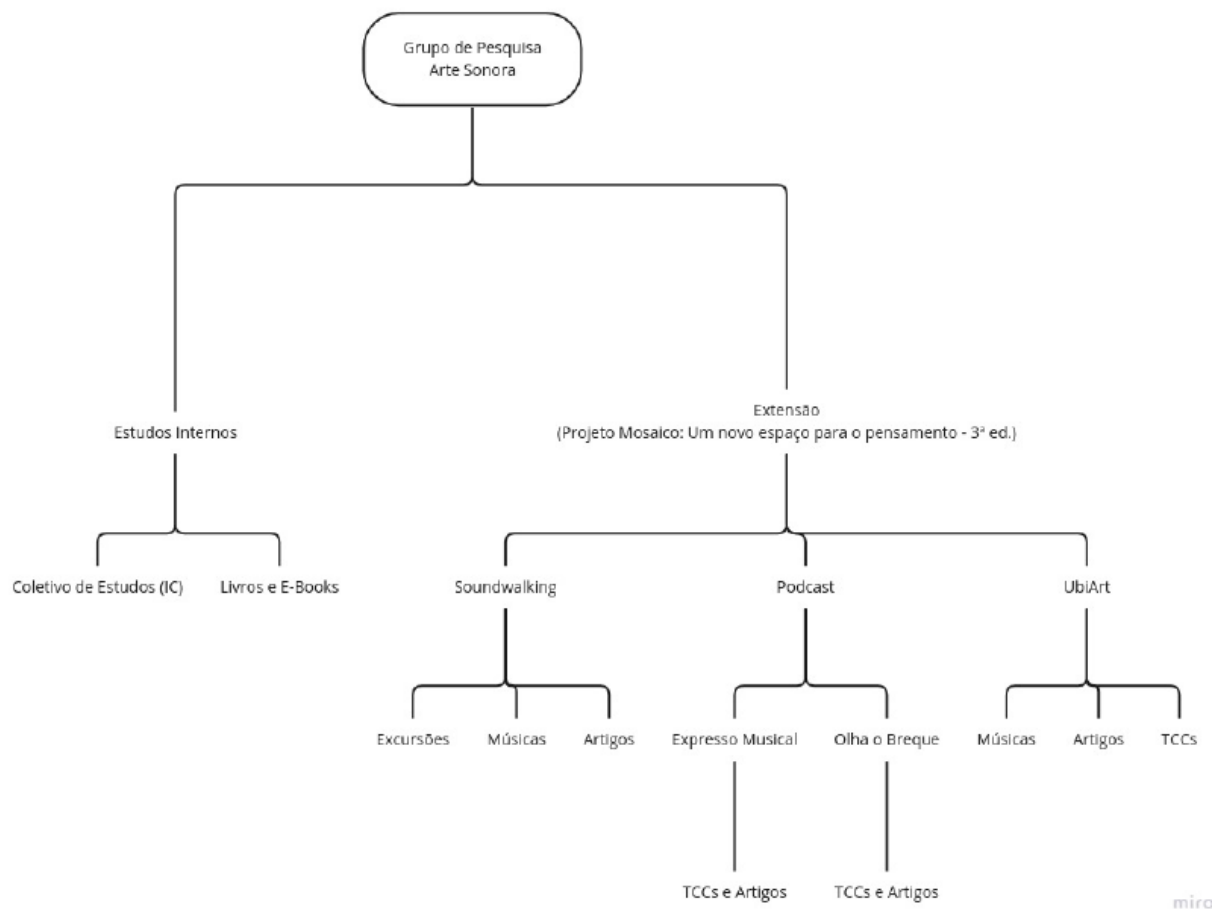 Grupo de Pesquisa
Arte Sonora
Estudos Internos
Extensão
(Projeto Mosaico: Um novo espaço para o pensamento - 3ª ed.)
Coletivo de Estudos (IC)
Livros e E-Books
Soundwalking
Podcast
UbiArt
Excursões
Músicas
Artigos
Expresso Musical
Olha o Breque
Músicas
Artigos
TCCs
TCCs e Artigos
TCCs e Artigos
miro